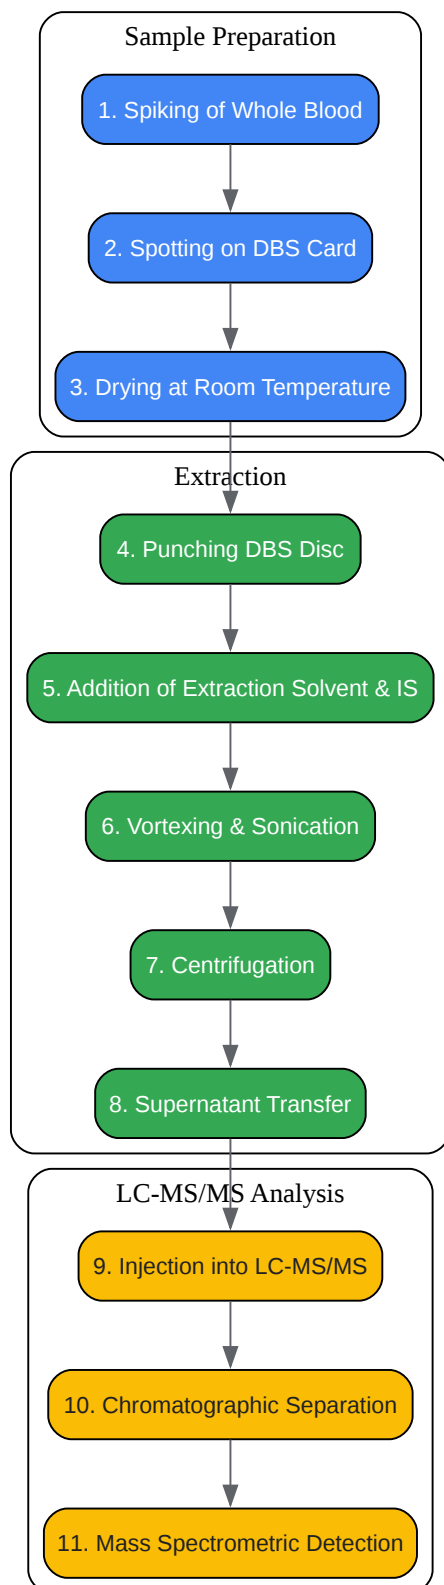 Sample Preparation
1. Spiking of Whole Blood
2. Spotting on DBS Card
3. Drying at Room Temperature
Extraction
4. Punching DBS Disc
5. Addition of Extraction Solvent & IS
6. Vortexing & Sonication
7. Centrifugation
8. Supernatant Transfer
LC-MS/MS Analysis
9. Injection into LC-MS/MS
10. Chromatographic Separation
11. Mass Spectrometric Detection